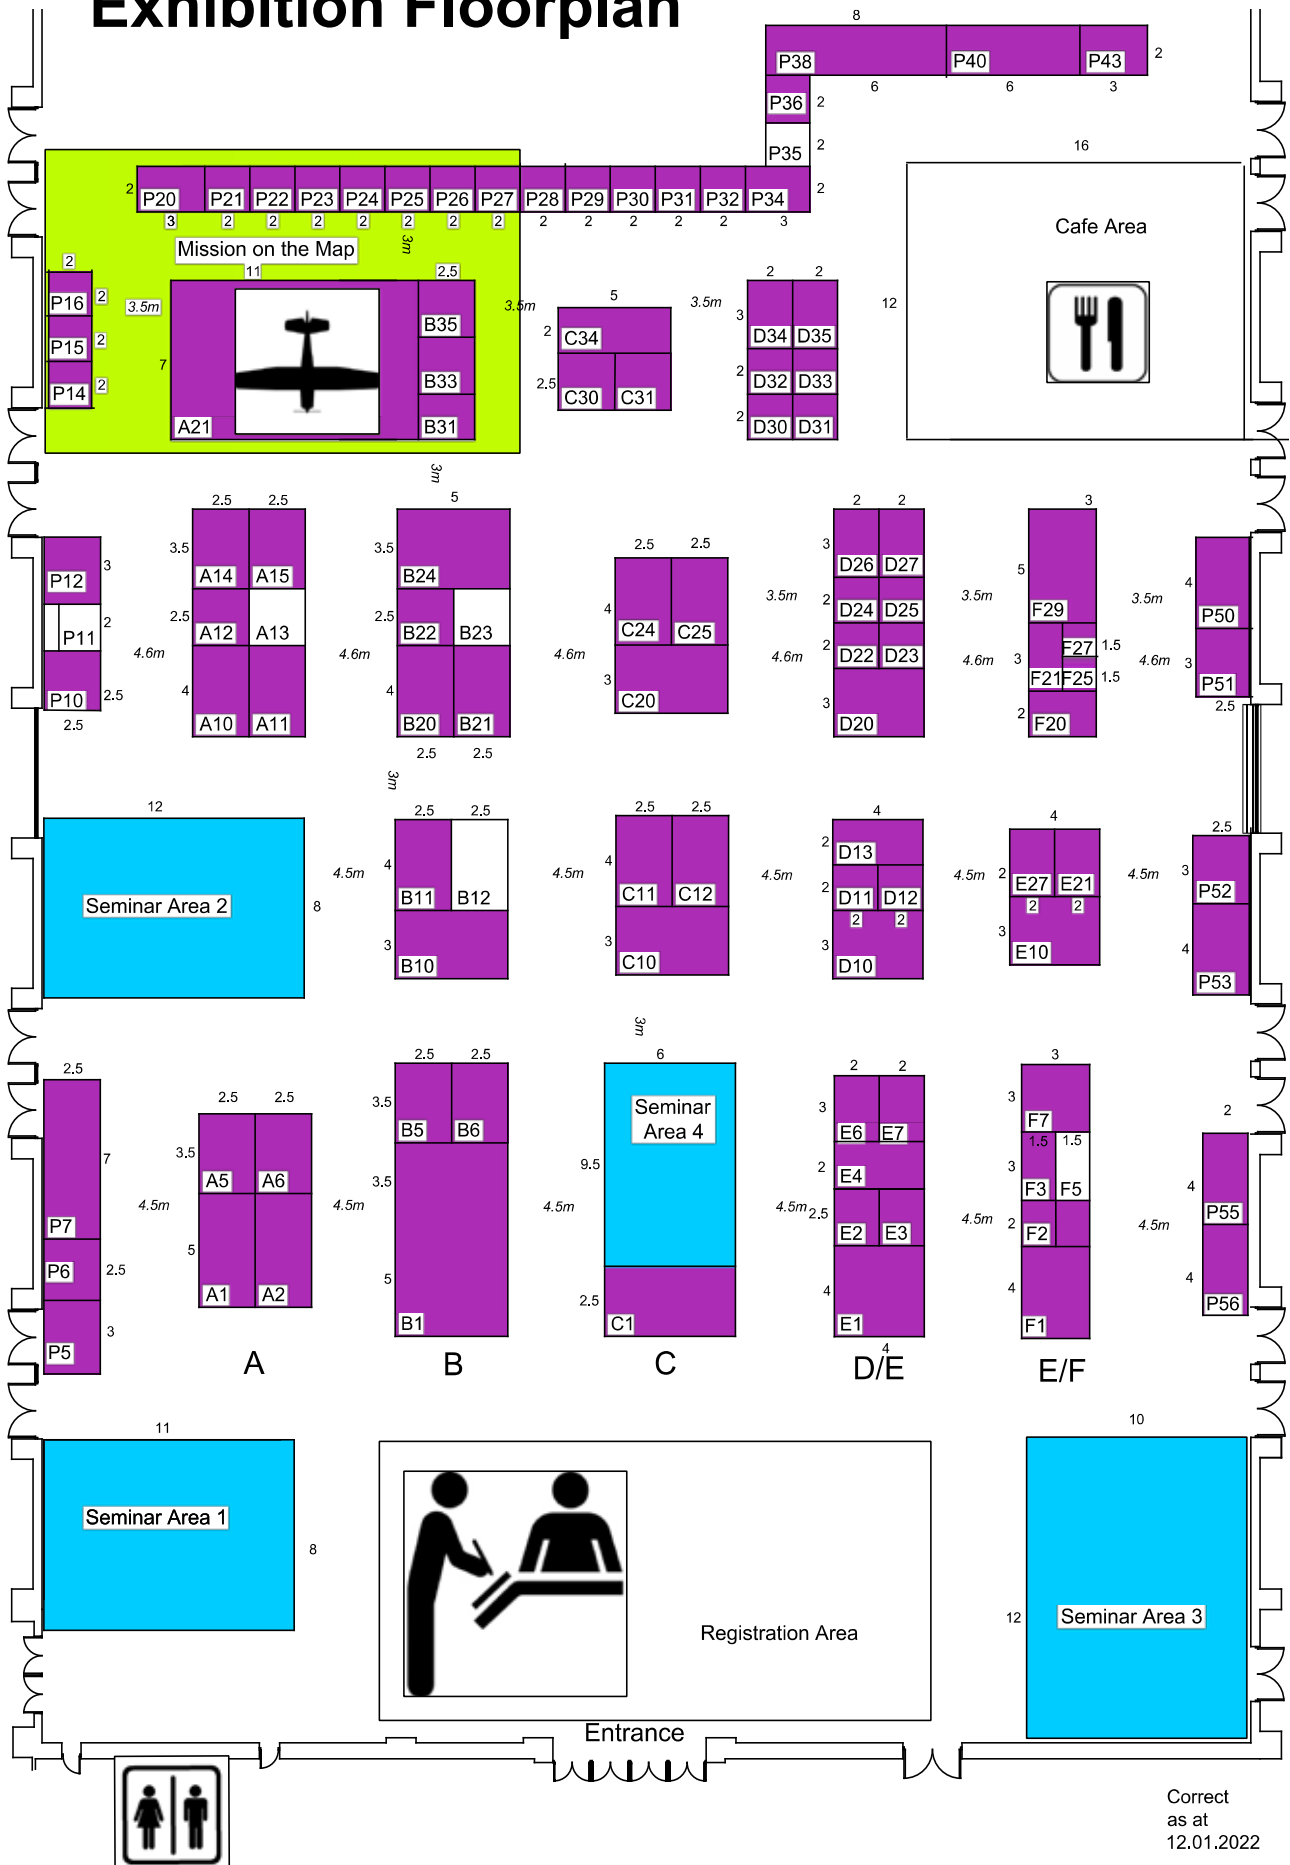 Exhibition Floorplan
8
P38 P40 P43 2
6 6 3
P36 2
P35 2
16
2 P20 P21 P22 P23 P24 P25 P26 P27 P28 P29 P30 P31 P32 P34 2
3 2 2 2 2 2 2 2 2 2 2 2 2 3
Mission on the Map 3m
Cafe Area
2 11 2.5 2 2
P16 2 3.5m B35 3.5m 5 3.5m 12
2 C34 3 D34 D35
P15 2 7 B33 2.5 C30 C31 2 D32 D33
P14 2 A21 B31 2 D30 D31
3m
2.5 2.5 5 2 2 3
3.5 A14 A15 3.5 B24 2.5 2.5 3 D26 D27 5 F29 4 P50
P12 3
P11 2 2.5 A12 A13 2.5 B22 B23 4 C24 C25 3.5m 2 D24 D25 3.5m 3.5m
4.6m 4.6m 4.6m 4.6m 2 D22 D23 4.6m 3 F21 F27 1.5 F25 1.5 4.6m 3 P51
P10 2.5 4 A10 A11 4 B20 B21 3 C20 3 D20 2 F20 2.5
2.5 2.5 2.5
3m
12 2.5 2.5 2.5 2.5 4 4 2.5
Seminar Area 2 8 4.5m 4 B11 B12 4.5m 4 C11 C12 4.5m 2 D13 4.5m 2 E27 E21 4.5m 3 P52
2 D11 D12 2 2
2 2
3 B10 3 C10 3 D10 3 E10 4 P53
3m
2.5 2.5 2.5 6 2 2 3
2.5 2.5 3.5 B5 B6 Seminar 3 E6 E7 3 F7 2
Area 4
7 3.5 A5 A6 3.5 9.5 2 E4 1.5 1.5
3 F3 F5 4 P55
P7 4.5m 4.5m 4.5m 4.5m 2.5 E2 E3 4.5m 2 F2 4.5m
P6 2.5 5 A1 A2 5 4 P56
P5 3 B1 2.5 C1 4 E1 4 F1
4
A B C D/E E/F
11 10
Seminar Area 1 8
12 Seminar Area 3
Registration Area
Entrance
Correct
as at
12.01.2022